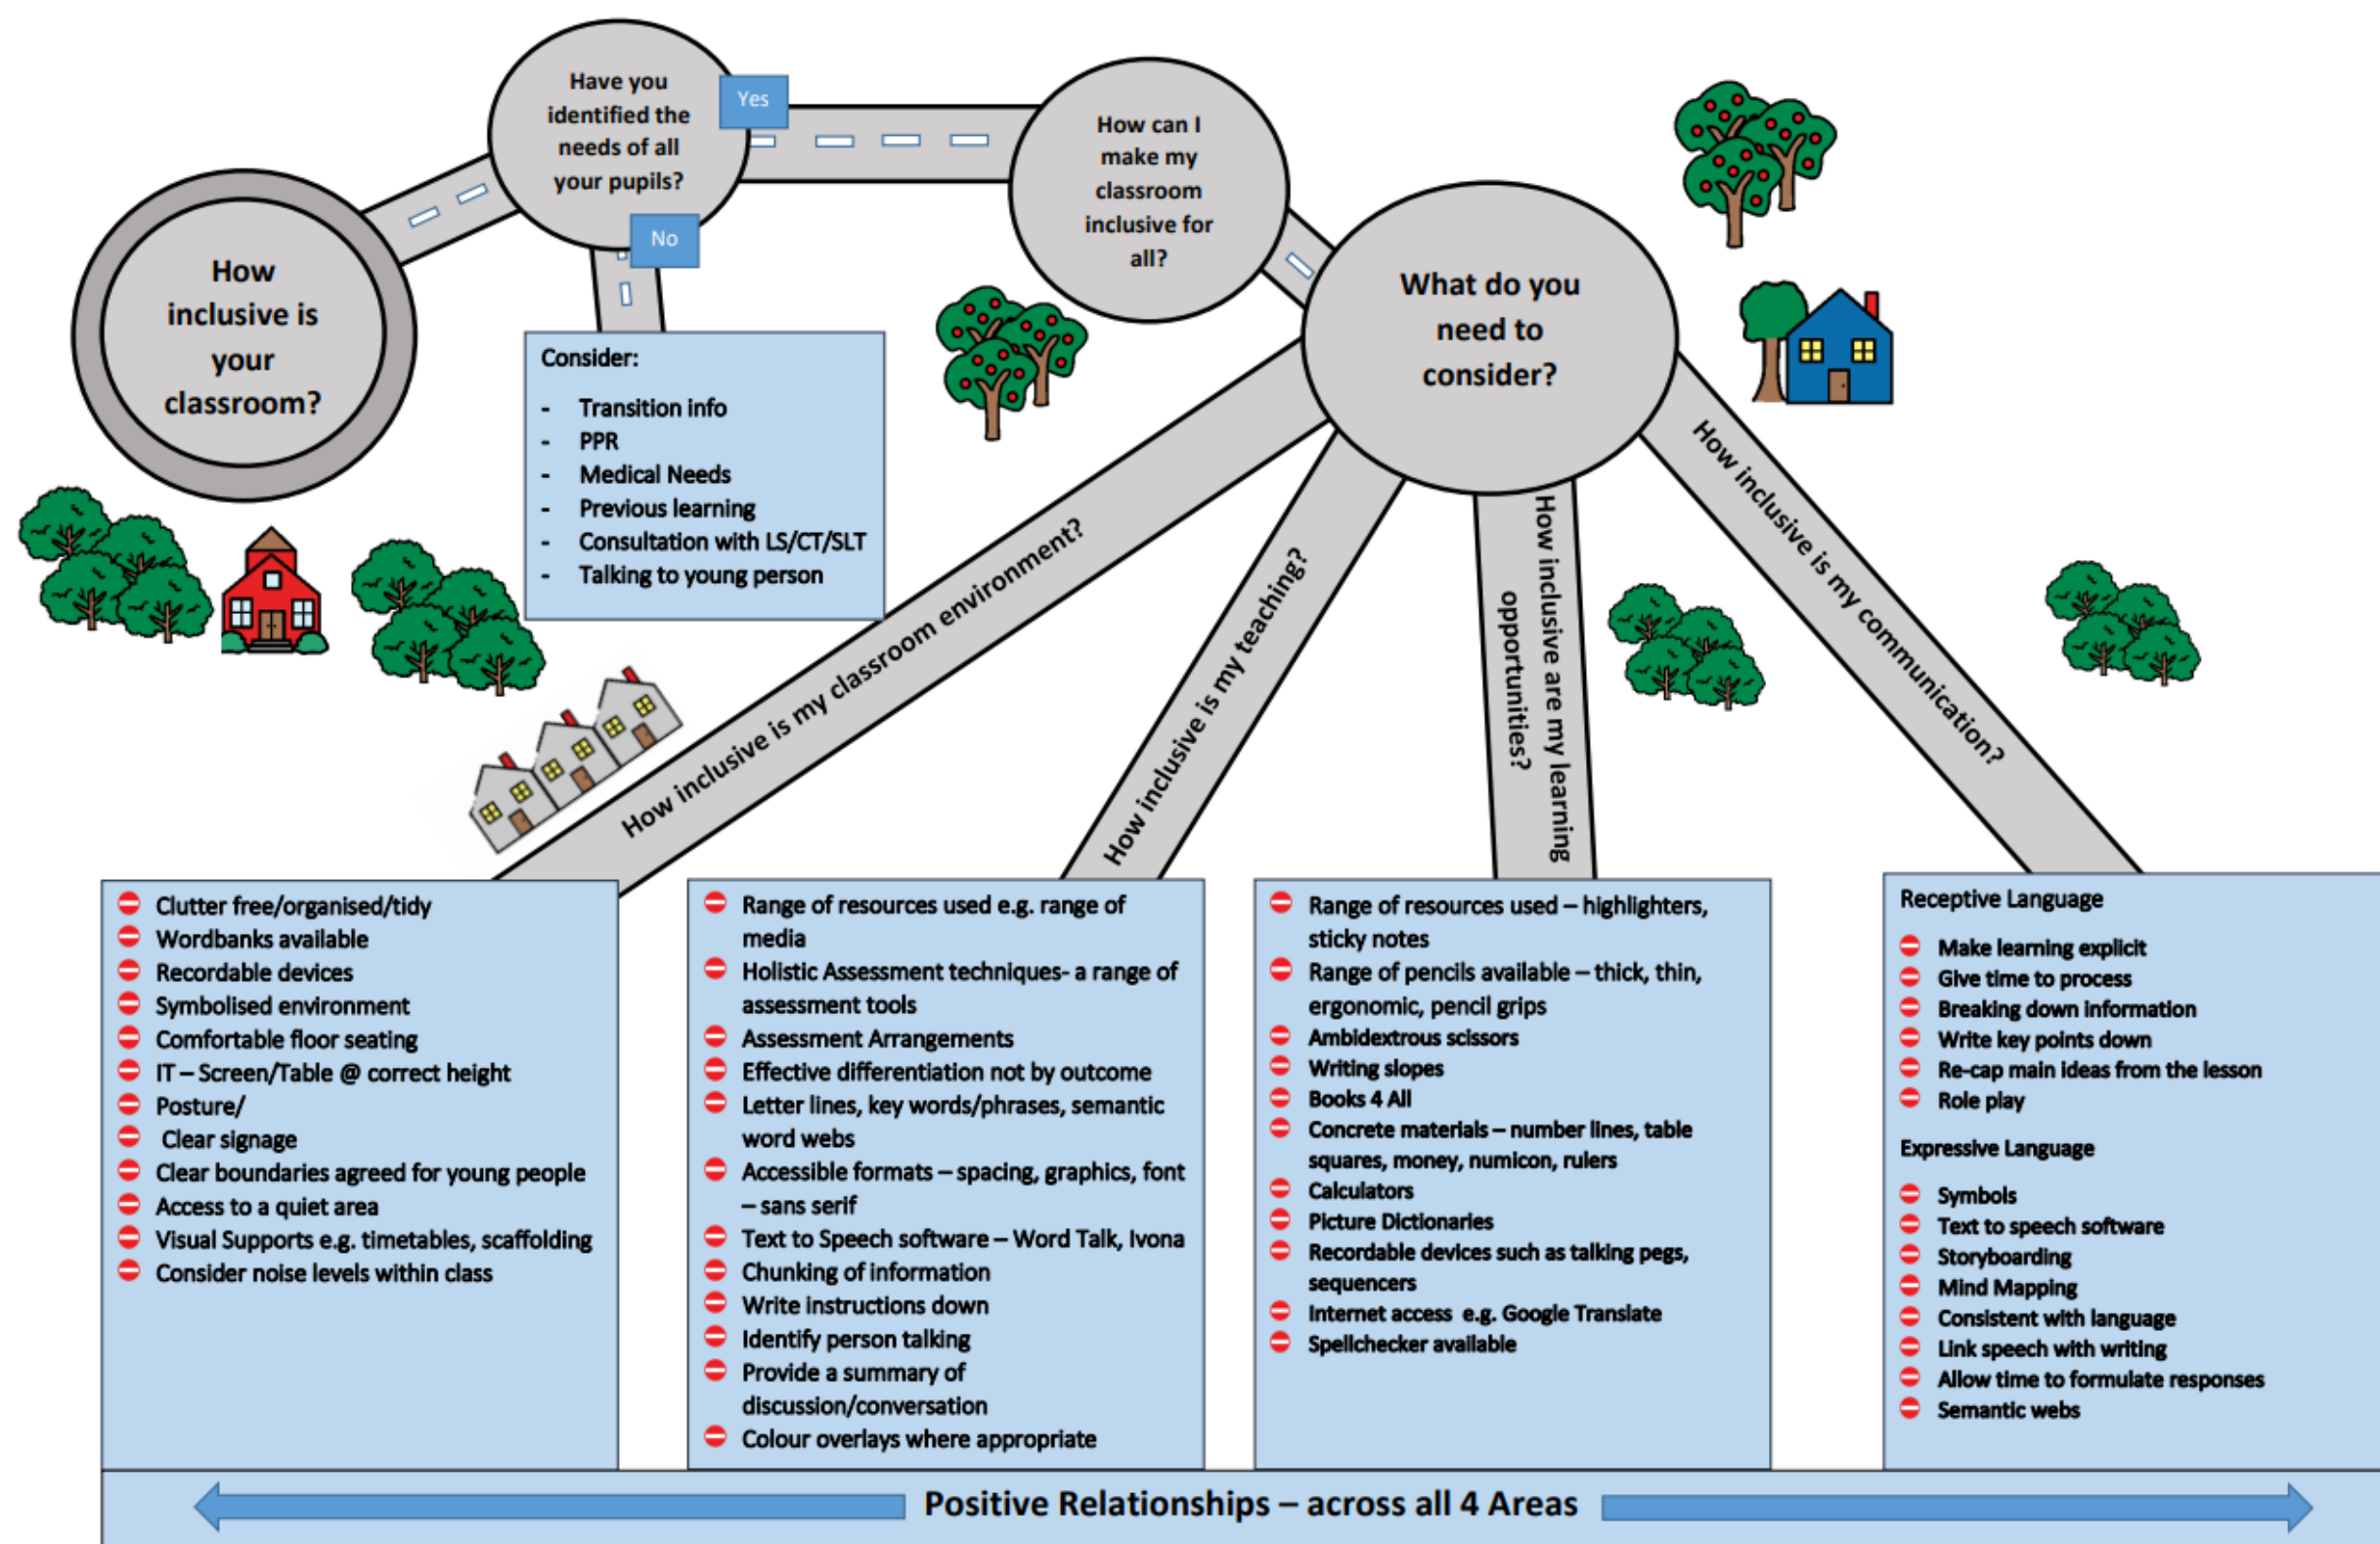 How
inclusive is
your
classroom?
Have you
identified the
needs of all
your pupils?
Yes
No
How can I
make my
classroom
inclusive for
all?
What do you
need to
consider?
Consider:
- Transition info
- PPR
- Medical Needs
- Previous learning
- Consultation with LS/CT/SLT
- Talking to young person
How inclusive is my classroom environment?
How inclusive is my teaching?
How inclusive are my learning
opportunities?
How inclusive is my communication?
Clutter free/organised/tidy
Wordbanks available
Recordable devices
Symbolised environment
Comfortable floor seating
IT – Screen/Table @ correct height
Posture/
Clear signage
Clear boundaries agreed for young people
Access to a quiet area
Visual Supports e.g. timetables, scaffolding
Consider noise levels within class
Range of resources used e.g. range of
media
Holistic Assessment techniques- a range of
assessment tools
Assessment Arrangements
Effective differentiation not by outcome
Letter lines, key words/phrases, semantic
word webs
Accessible formats – spacing, graphics, font
– sans serif
Text to Speech software – Word Talk, Ivona
Chunking of information
Write instructions down
Identify person talking
Provide a summary of
discussion/conversation
Colour overlays where appropriate
Range of resources used – highlighters,
sticky notes
Range of pencils available – thick, thin,
ergonomic, pencil grips
Ambidextrous scissors
Writing slopes
Books 4 All
Concrete materials – number lines, table
squares, money, numicon, rulers
Calculators
Picture Dictionaries
Recordable devices such as talking pegs,
sequencers
Internet access e.g. Google Translate
Spellchecker available
Receptive Language
Make learning explicit
Give time to process
Breaking down information
Write key points down
Re-cap main ideas from the lesson
Role play
Expressive Language
Symbols
Text to speech software
Storyboarding
Mind Mapping
Consistent with language
Link speech with writing
Allow time to formulate responses
Semantic webs
Positive Relationships – across all 4 Areas